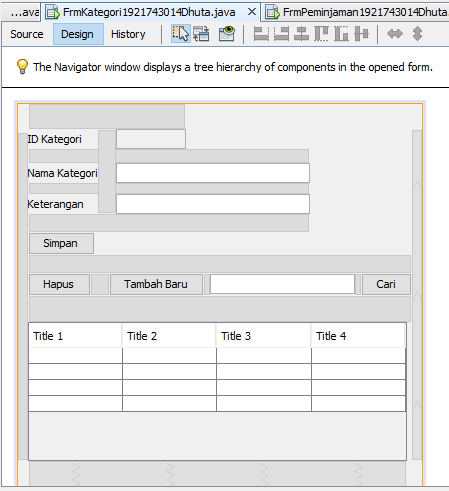 ...ava FrmKategori1921743014Dhuta.java FrmPeminjaman1921743014Dhuta
Source Design History
The Navigator window displays a tree hierarchy of components in the opened form.
ID Kategori
Nama Kategori
Keterangan
Simpan
Hapus Tambah Baru Cari
Title 1 Title 2 Title 3 Title 4